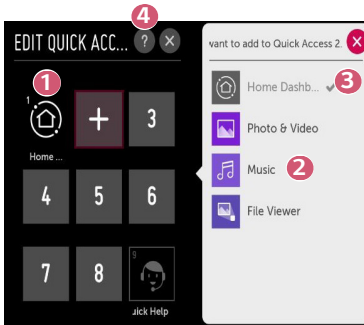 4
EDIT QUICK ACC... ?
want to add to Quick Access 2.
1
1
3
Home ...
Home Dashb...
3
Photo & Video
Music
2
File Viewer
4 5 6
7 8 9
uick Help